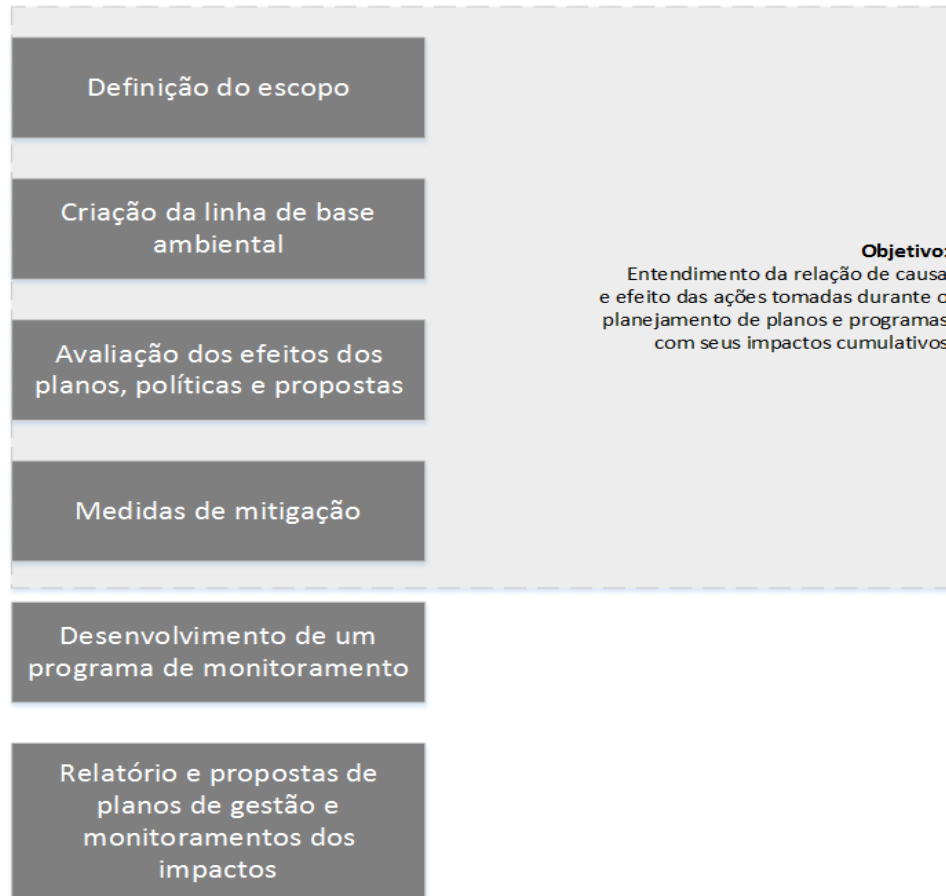 Definição do escopo
Criação da linha de base
ambiental
Avaliação dos efeitos dos
planos, políticas e propostas
Medidas de mitigação
Objetivo:
Entendimento da relação de causa
e efeito das ações tomadas durante o
planejamento de planos e programas
com seus impactos cumulativos
Desenvolvimento de um
programa de monitoramento
Relatório e propostas de
planos de gestão e
monitoramentos dos
impactos